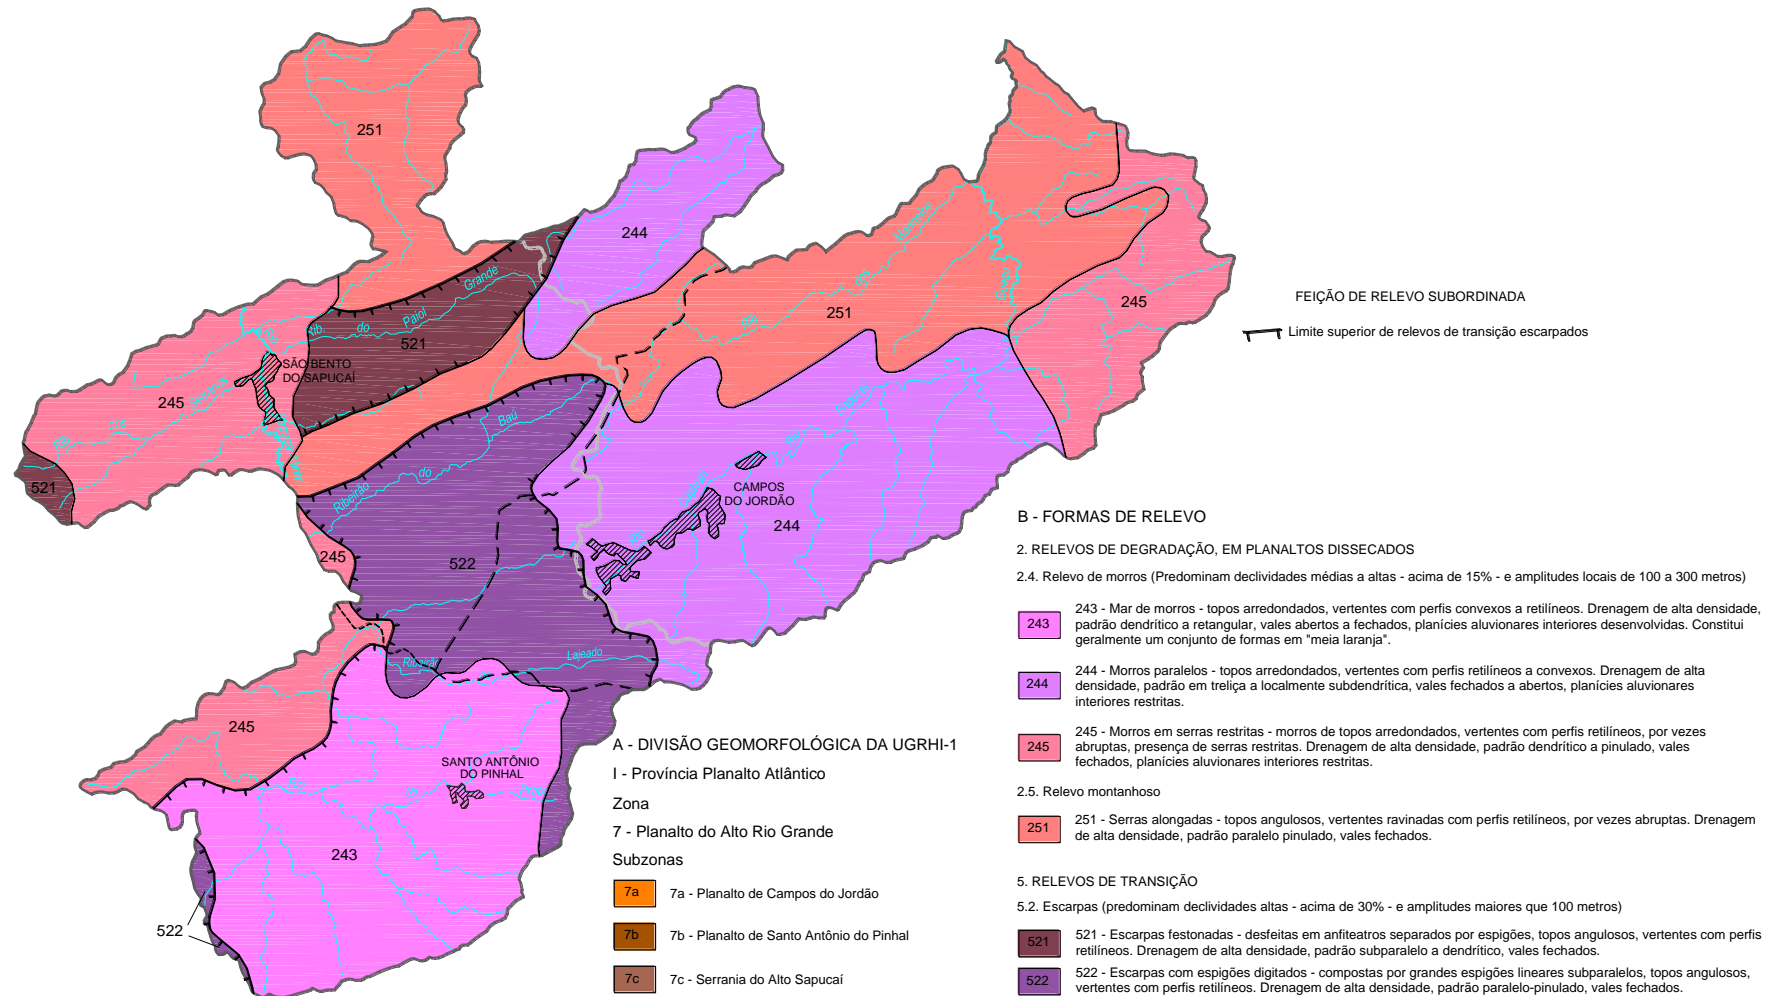 251
244
251
245
Rib. do Paiol Grande
521
SÃO BENTO
DO SAPUCAÍ
245
521
Ribeirão do Baú
522
245
CAMPOS
DO JORDÃO
244
Ribeirão Lajeado
245
SANTO ANTÔNIO
DO PINHAL
243
522
FEIÇÃO DE RELEVO SUBORDINADA
Limite superior de relevos de transição escarpados
A - DIVISÃO GEOMORFOLÓGICA DA UGRHI-1
I - Província Planalto Atlântico
Zona
7 - Planalto do Alto Rio Grande
Subzonas
7a 7a - Planalto de Campos do Jordão
7b 7b - Planalto de Santo Antônio do Pinhal
7c 7c - Serrania do Alto Sapucaí
B - FORMAS DE RELEVO
2. RELEVOS DE DEGRADAÇÃO, EM PLANALTOS DISSECADOS
2.4. Relevo de morros (Predominam declividades médias a altas - acima de 15% - e amplitudes locais de 100 a 300 metros)
243 - Mar de morros - topos arredondados, vertentes com perfis convexos a retilíneos. Drenagem de alta densidade,
243 padrão dendrítico a retangular, vales abertos a fechados, planícies aluvionares interiores desenvolvidas. Constitui
geralmente um conjunto de formas em "meia laranja".
244 - Morros paralelos - topos arredondados, vertentes com perfis retilíneos a convexos. Drenagem de alta
244 densidade, padrão em treliça a localmente subdendrítica, vales fechados a abertos, planícies aluvionares
interiores restritas.
245 - Morros em serras restritas - morros de topos arredondados, vertentes com perfis retilíneos, por vezes
245 abruptas, presença de serras restritas. Drenagem de alta densidade, padrão dendrítico a pinulado, vales
fechados, planícies aluvionares interiores restritas.
2.5. Relevo montanhoso
251 251 - Serras alongadas - topos angulosos, vertentes ravinadas com perfis retilíneos, por vezes abruptas. Drenagem
de alta densidade, padrão paralelo pinulado, vales fechados.
5. RELEVOS DE TRANSIÇÃO
5.2. Escarpas (predominam declividades altas - acima de 30% - e amplitudes maiores que 100 metros)
521 521 - Escarpas festonadas - desfeitas em anfiteatros separados por espigões, topos angulosos, vertentes com perfis
retilíneos. Drenagem de alta densidade, padrão subparalelo a dendrítico, vales fechados.
522 522 - Escarpas com espigões digitados - compostas por grandes espigões lineares subparalelos, topos angulosos,
vertentes com perfis retilíneos. Drenagem de alta densidade, padrão paralelo-pinulado, vales fechados.